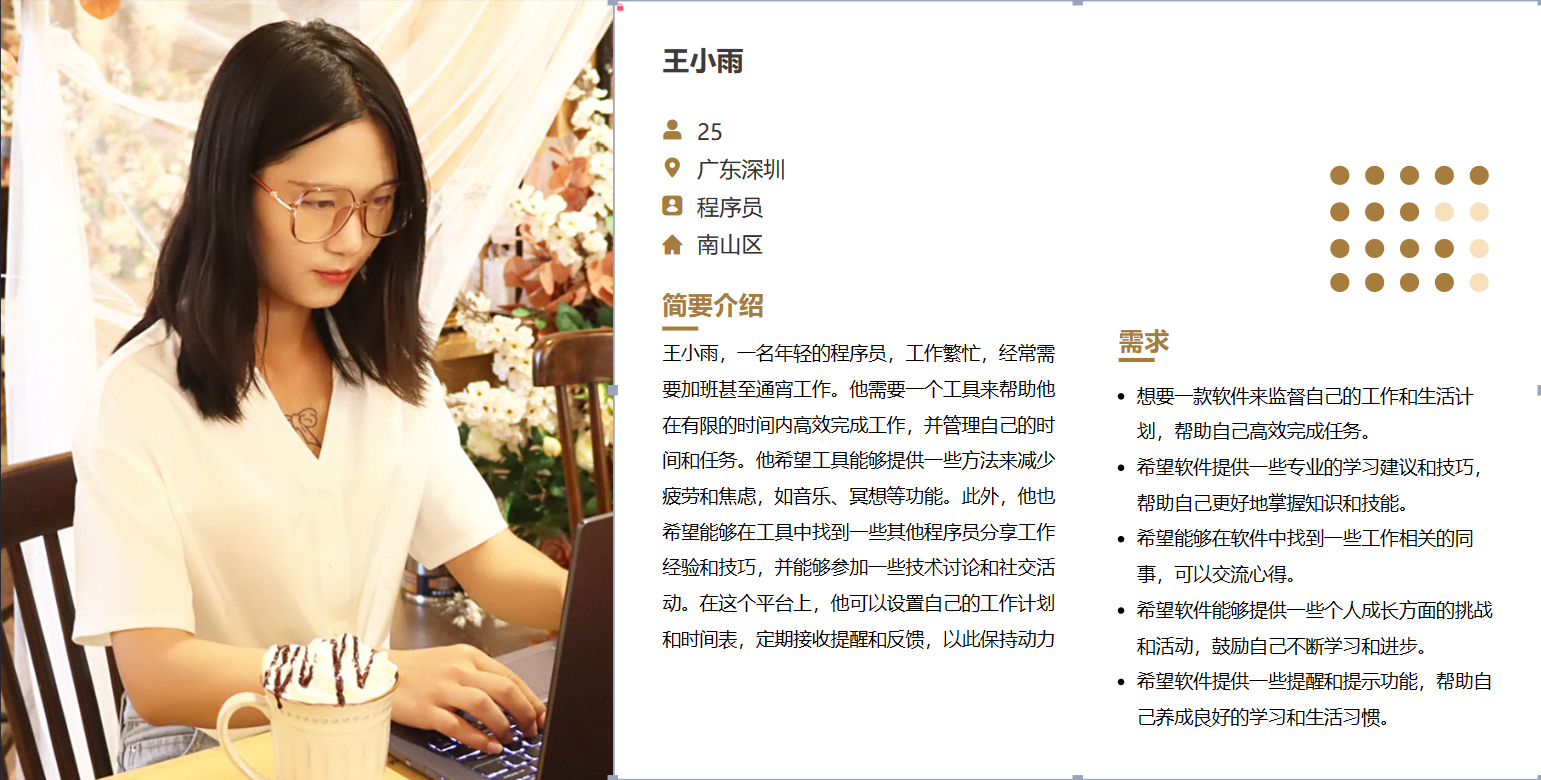 王小雨
25
广东深圳
程序员
南山区
简要介绍
王小雨，一名年轻的程序员，工作繁忙，经常需
要加班甚至通宵工作。他需要一个工具来帮助他
在有限的时间内高效完成工作，并管理自己的时
间和任务。他希望工具能够提供一些方法来减少
疲劳和焦虑，如音乐、冥想等功能。此外，他也
希望能够在工具中找到一些其他程序员分享工作
经验和技巧，并能够参加一些技术讨论和社交活
动。在这个平台上，他可以设置自己的工作计划
和时间表，定期接收提醒和反馈，以此保持动力
需求
• 想要一款软件来监督自己的工作和生活计
划，帮助自己高效完成任务。
• 希望软件提供一些专业的学习建议和技巧，
帮助自己更好地掌握知识和技能。
• 希望能够在软件中找到一些工作相关的同
事，可以交流心得。
• 希望软件能够提供一些个人成长方面的挑战
和活动，鼓励自己不断学习和进步。
• 希望软件提供一些提醒和提示功能，帮助自
己养成良好的学习和生活习惯。